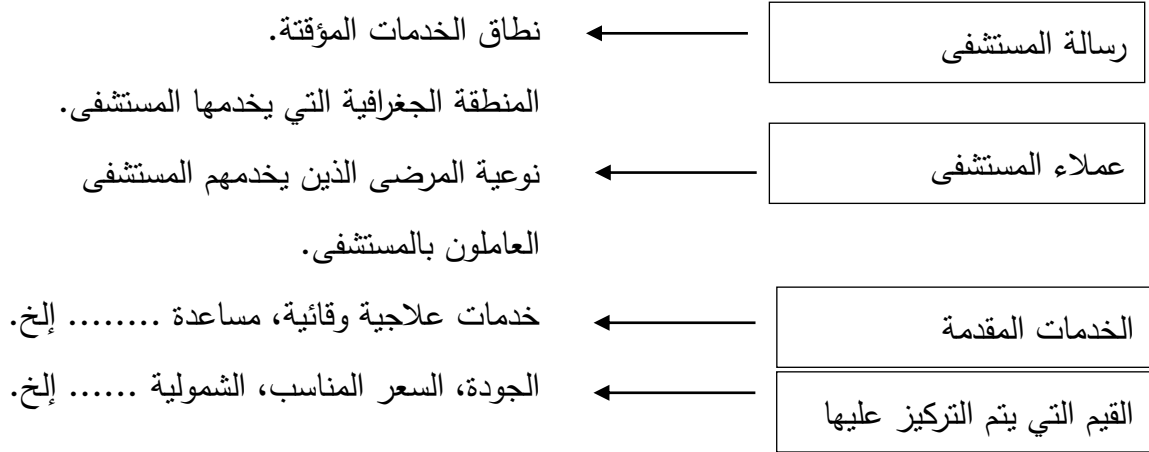 رسالة المستشفى
نطاق الخدمات المؤقتة.
المنطقة الجغرافية التي يخدمها المستشفى.
عملاء المستشفى
نوعية المرضى الذين يخدمهم المستشفى
العاملون بالمستشفى.
الخدمات المقدمة
خدمات علاجية وقائية، مساعدة ........ إلخ.
القيم التي يتم التركيز عليها
الجودة، السعر المناسب، الشمولية ...... إلخ.